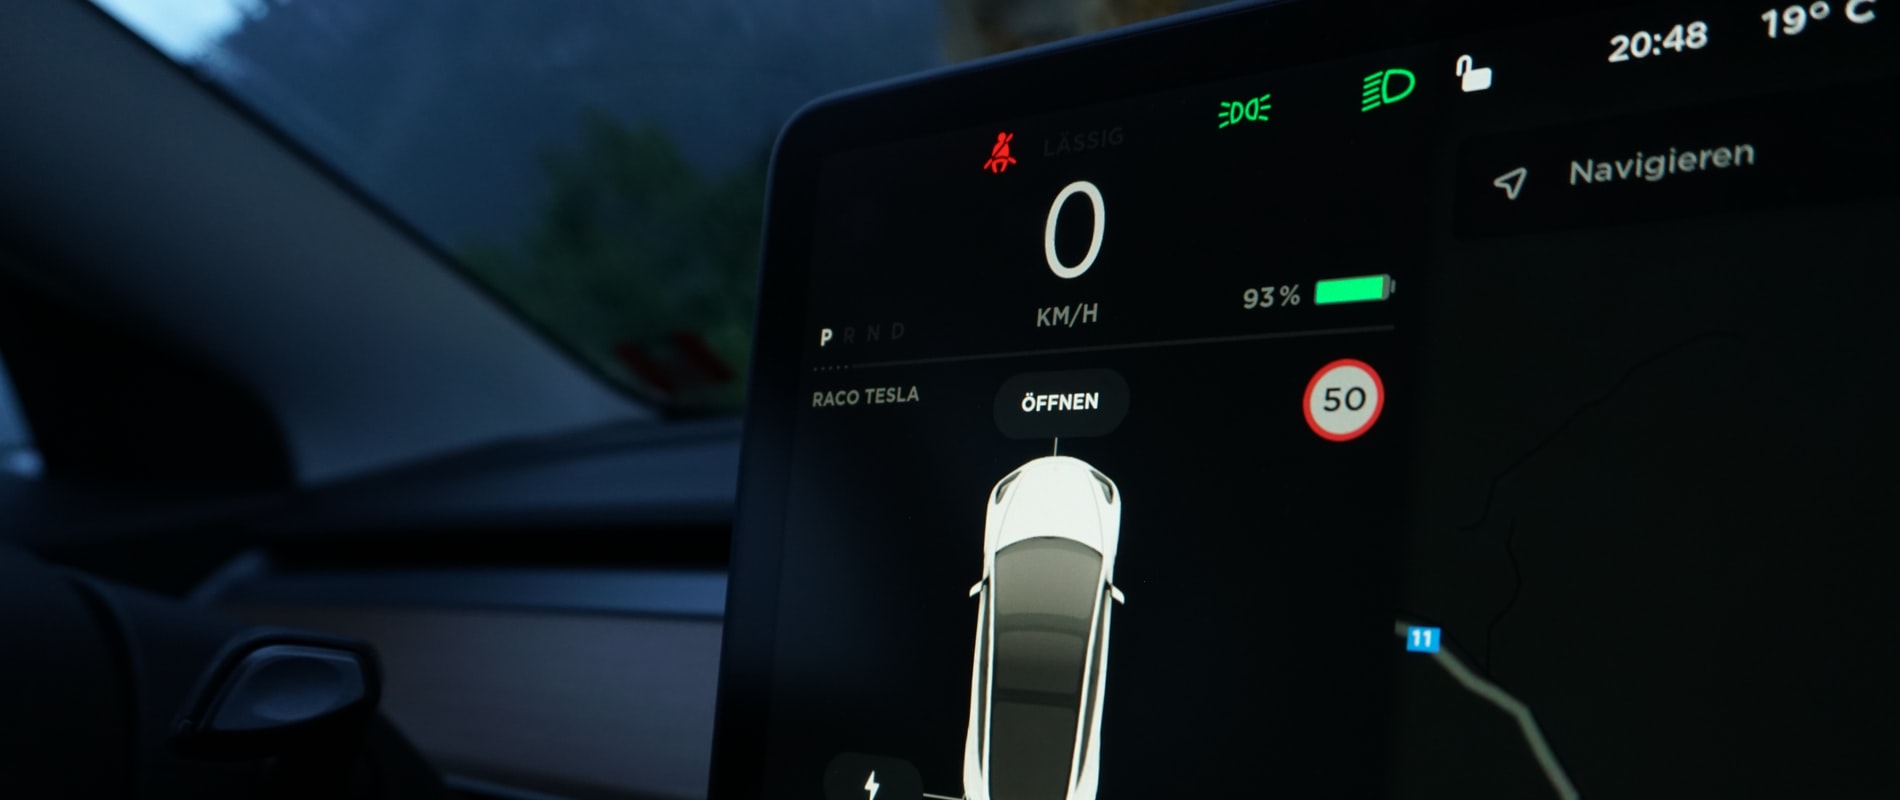 20:48 19° C
LÄSSIG
Navigieren
0
KM/H
93 %
P R N D
RACO TESLA
ÖFFNEN
50
11